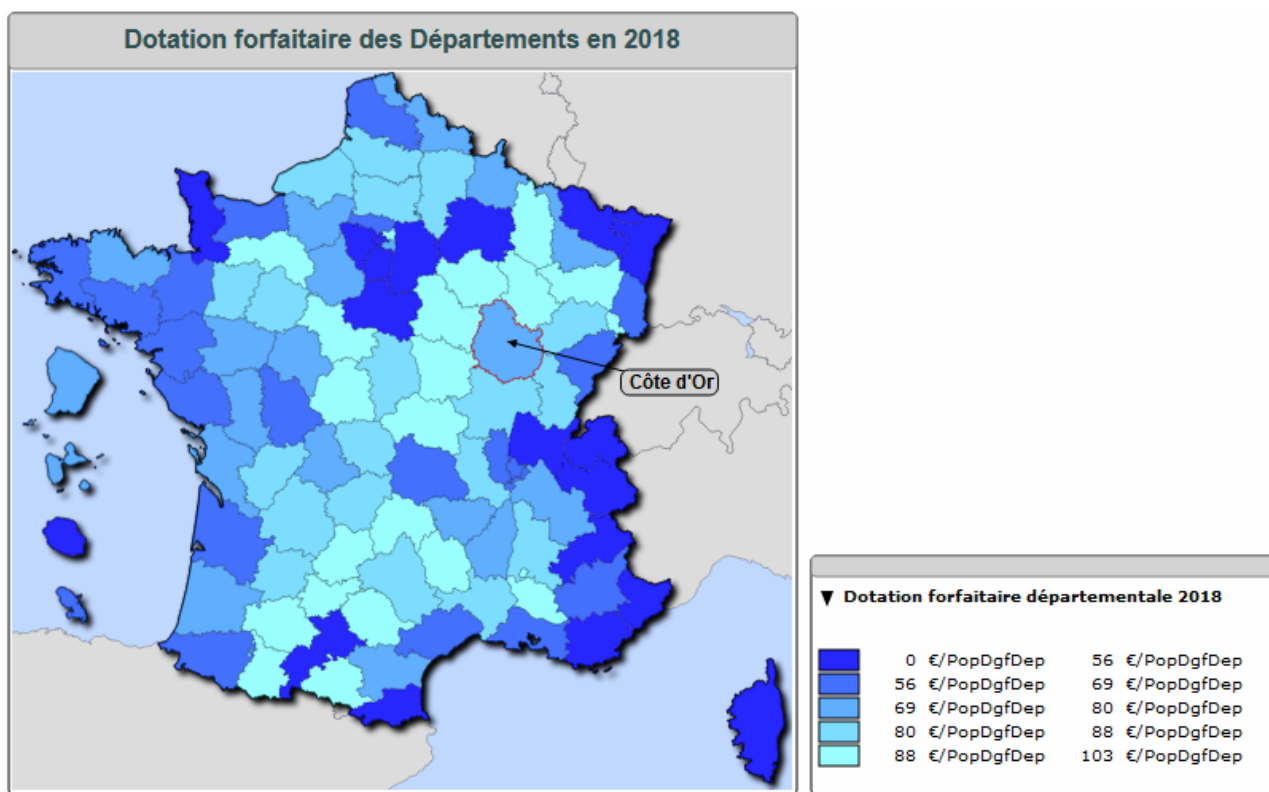 Dotation forfaitaire des Départements en 2018
Côte d'Or
▼ Dotation forfaitaire départementale 2018
0 €/PopDgfDep 56 €/PopDgfDep
56 €/PopDgfDep 69 €/PopDgfDep
69 €/PopDgfDep 80 €/PopDgfDep
80 €/PopDgfDep 88 €/PopDgfDep
88 €/PopDgfDep 103 €/PopDgfDep